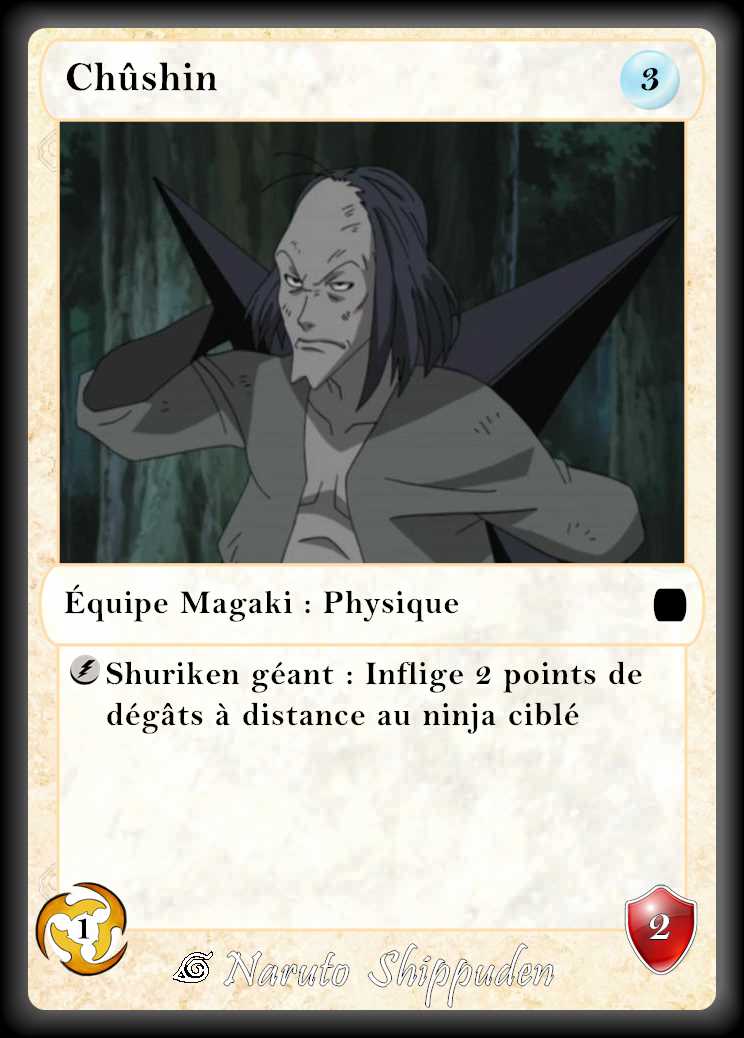 Chûshin
3
Équipe Magaki : Physique
Shuriken géant : Inflige 2 points de
dégâts à distance au ninja ciblé
1
2
Naruto Shippuden